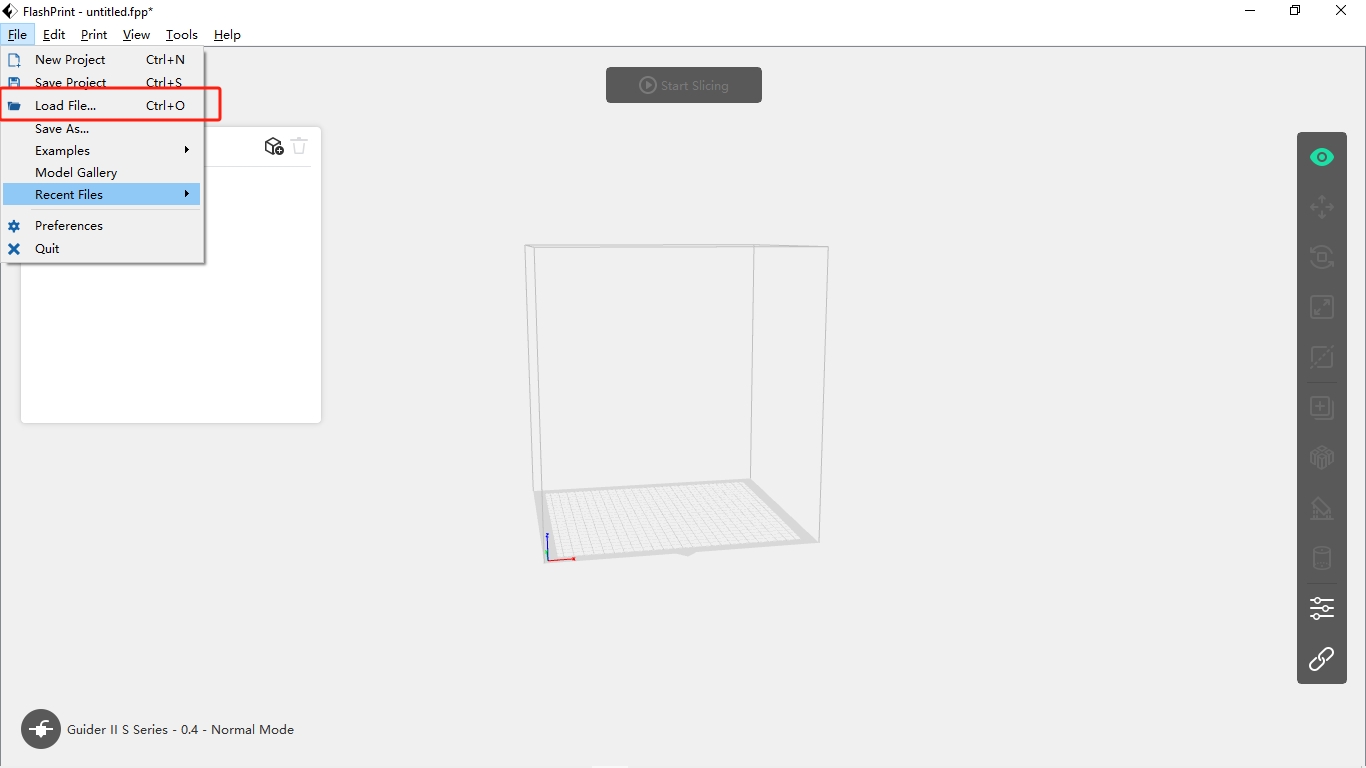 FlashPrint - untitled.fpp*
File Edit Print View Tools Help
New Project Ctrl+N
Save Project Ctrl+S
Load File... Ctrl+O
Save As...
Examples
Model Gallery
Recent Files
Preferences
Quit
Start Slicing
Guider II S Series - 0.4 - Normal Mode